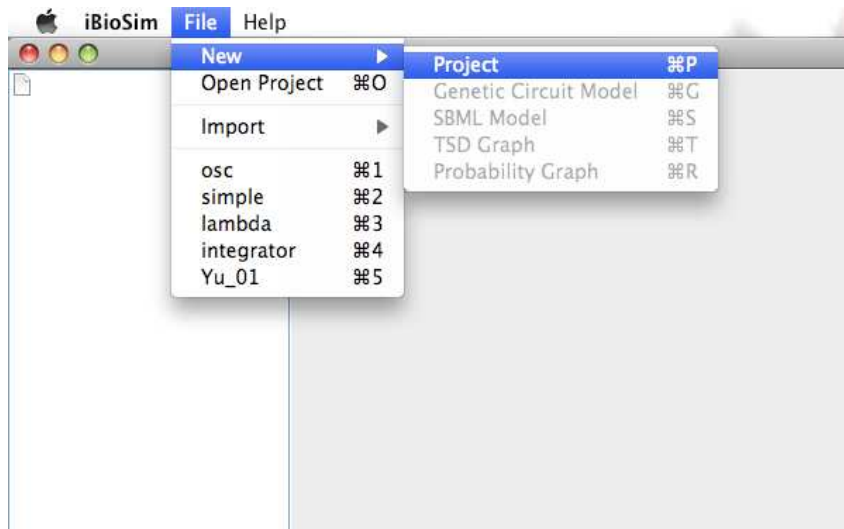 iBioSim File Help
New
Open Project ⌘O
Import
osc ⌘1
simple ⌘2
lambda ⌘3
integrator ⌘4
Yu_01 ⌘5
Project ⌘P
Genetic Circuit Model ⌘G
SBML Model ⌘S
TSD Graph ⌘T
Probability Graph ⌘R